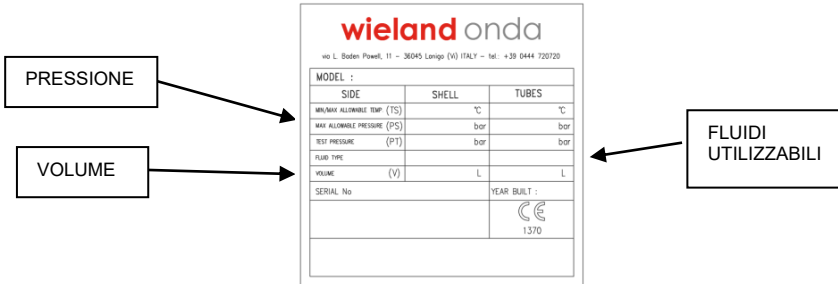 wieland onda
via L. Baden Powell, 11 - 36045 Lonigo (Vi) ITALY - tel.: +39 0444 720720
MODEL :
SIDE SHELL TUBES
MIN/MAX ALLOWABLE TEMP (TS) °C °C
MAX ALLOWABLE PRESSURE (PS) bar bar
TEST PRESSURE (PT) bar bar
FLUID TYPE
VOLUME (V) L L
SERIAL No YEAR BUILT :
CE
1370
PRESSIONE
VOLUME
FLUIDI
UTILIZZABILI